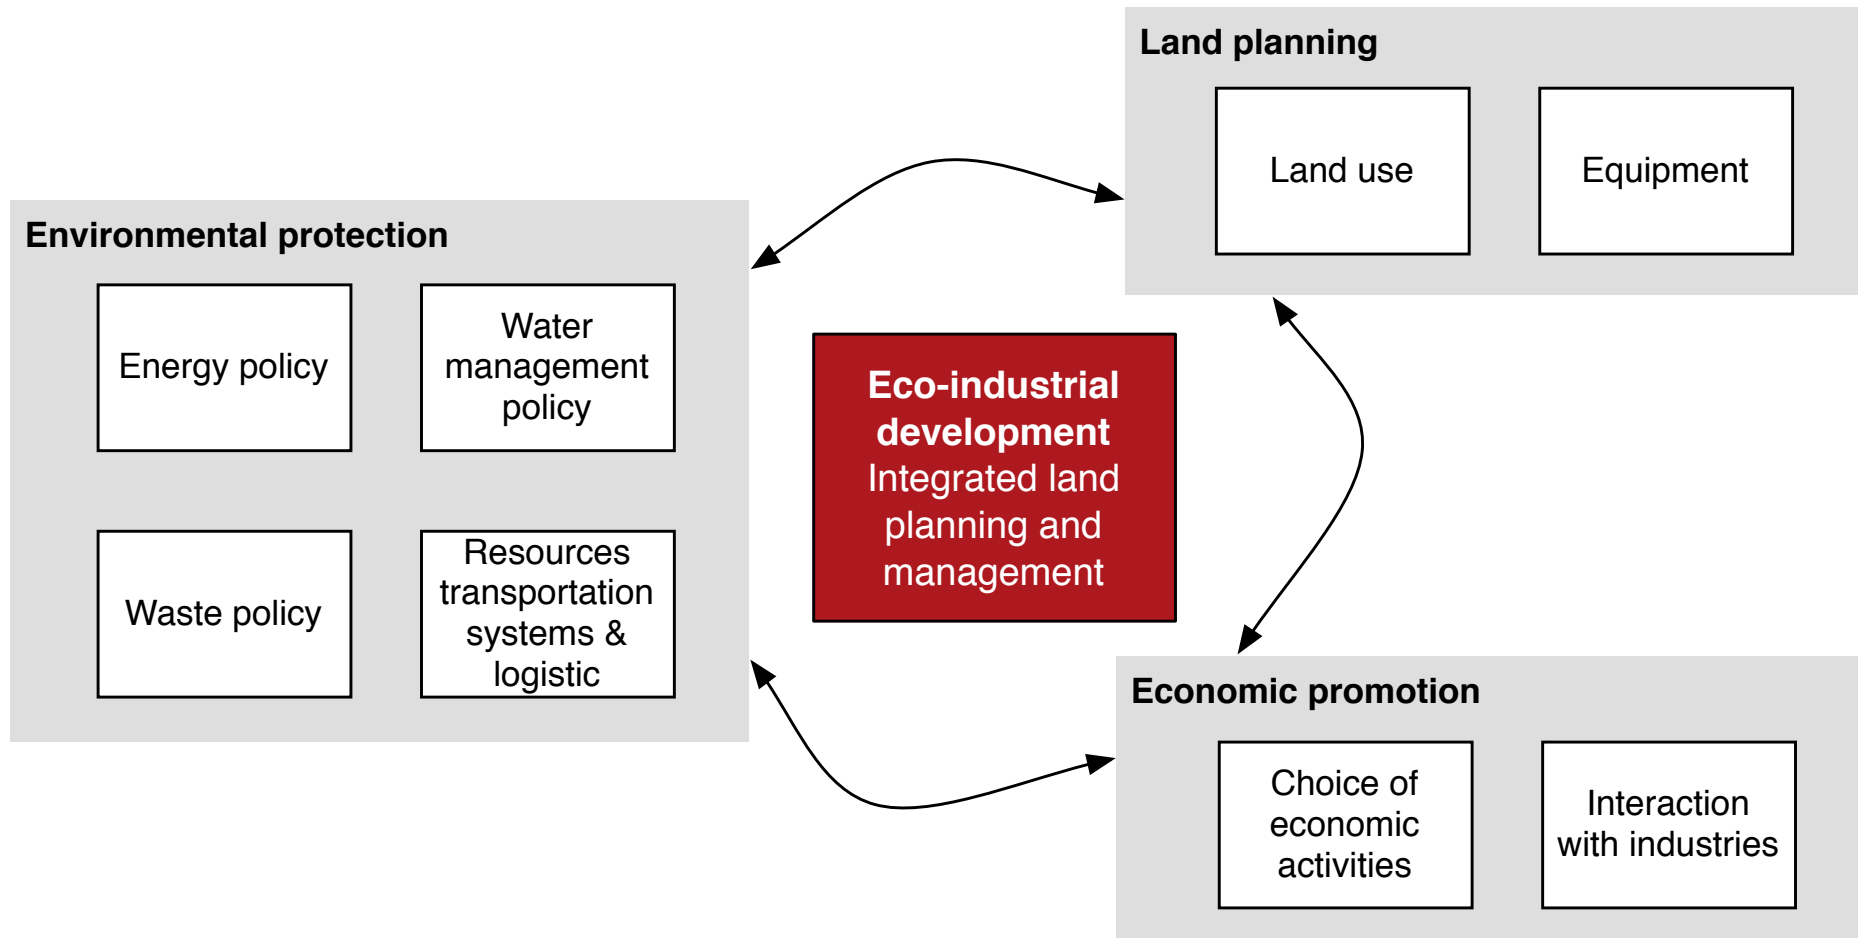 Land planning
Land use
Equipment
Environmental protection
Energy policy
Water
management
policy
Waste policy
Resources
transportation
systems &
logistic
Eco-industrial
development
Integrated land
planning and
management
Economic promotion
Choice of
economic
activities
Interaction
with industries